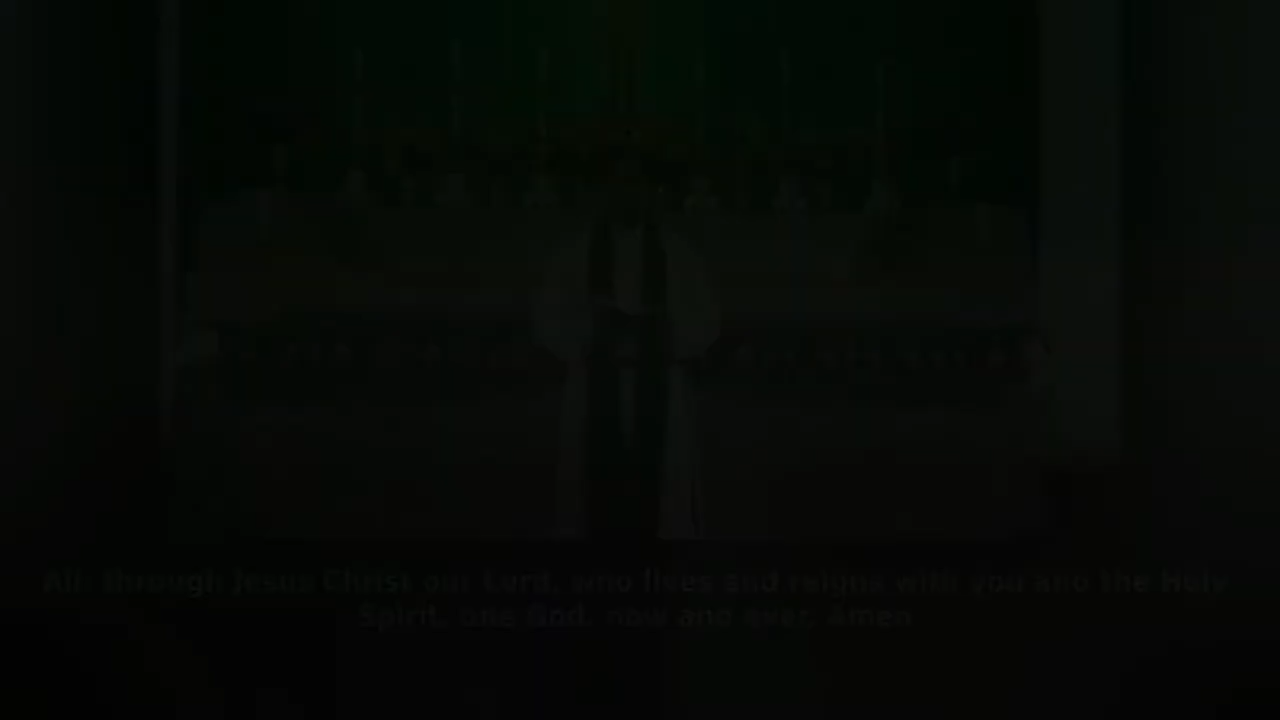 All: through Jesus Christ our Lord, who lives and reigns with you and the Holy
Spirit, one God, now and ever. Amen